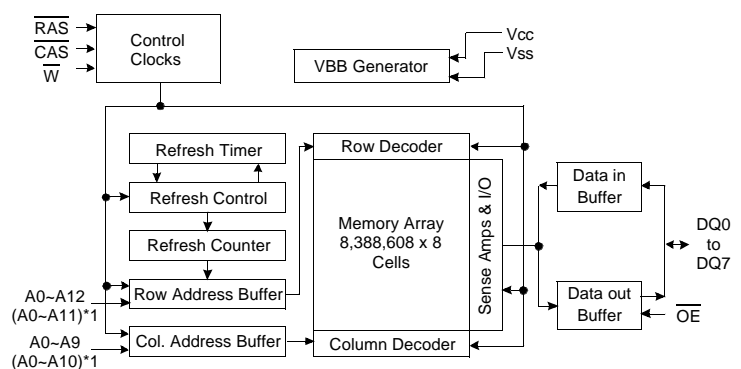 RAS
CAS
W
Control
Clocks
Vcc
Vss
VBB Generator
Refresh Timer
Row Decoder
Refresh Control
Refresh Counter
Memory Array
8,388,608 x 8
Cells
Sense Amps & I/O
Data in
Buffer
DQ0
to
DQ7
A0~A12
(A0~A11)*1
Row Address Buffer
Data out
Buffer
OE
A0~A9
(A0~A10)*1
Col. Address Buffer
Column Decoder